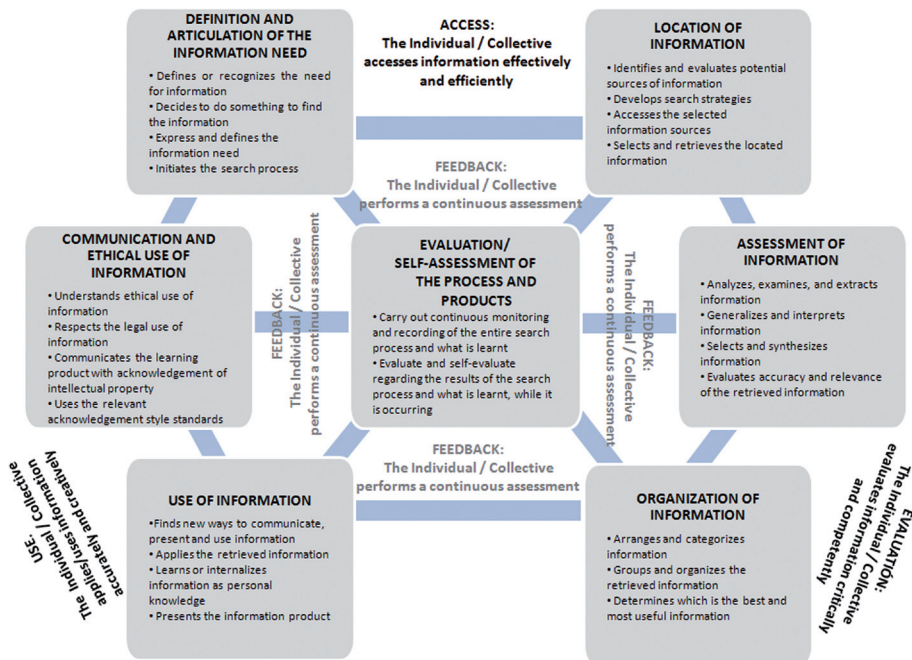 DEFINITION AND
ARTICULATION OF THE
INFORMATION NEED
• Defines or recognizes the need
for information
• Decides to do something to find
the information
• Express and defines the
information need
• Initiates the search process
ACCESS:
The Individual / Collective
accesses information effectively
and efficiently
LOCATION OF
INFORMATION
• Identifies and evaluates potential
sources of information
• Develops search strategies
• Accesses the selected
information sources
• Selects and retrieves the located
information
FEEDBACK:
The Individual / Collective
performs a continuous assessment
COMMUNICATION AND
ETHICAL USE OF
INFORMATION
• Understands ethical use of
information
• Respects the legal use of
information
• Communicates the learning
product with acknowledgement of
intellectual property
• Uses the relevant
acknowledgement style standards
FEEDBACK:
The Individual / Collective
performs a continuous assessment
EVALUATION/
SELF-ASSESSMENT OF
THE PROCESS AND
PRODUCTS
• Carry out continuous monitoring
and recording of the entire search
process and what is learnt
• Evaluate and self-evaluate
regarding the results of the search
process and what is learnt, while it
is occurring
FEEDBACK:
The Individual / Collective
performs a continuous assessment
ASSESSMENT OF
INFORMATION
• Analyzes, examines, and extracts
information
• Generalizes and interprets
information
• Selects and synthesizes
information
• Evaluates accuracy and relevance
of the retrieved information
USE.
The Individual / Collective
applies/uses information
accurately and creatively
USE OF INFORMATION
• Finds new ways to communicate,
present and use information
• Applies the retrieved information
• Learns or internalizes
information as personal
knowledge
• Presents the information product
FEEDBACK:
The Individual / Collective
performs a continuous assessment
ORGANIZATION OF
INFORMATION
• Arranges and categorizes
information
• Groups and organizes the
retrieved information
• Determines which is the best and
most useful information
EVALUATIÓN:
The Individual / Collective
evaluates information critically
and competently